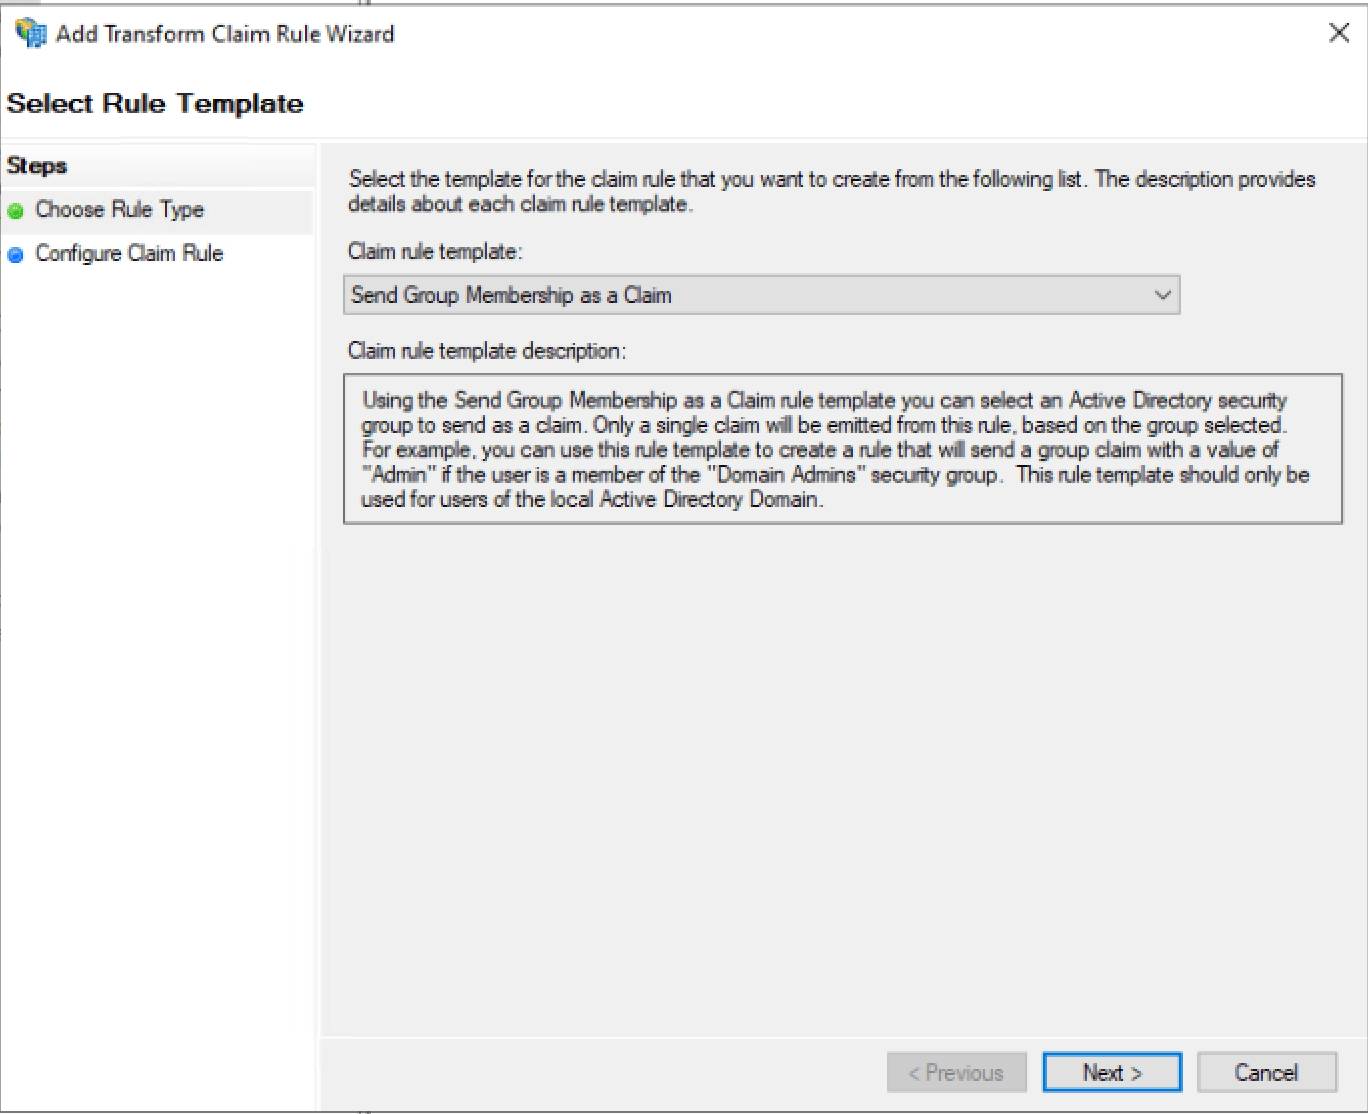 Add Transform Claim Rule Wizard
Select Rule Template
Steps
Choose Rule Type
Configure Claim Rule
Select the template for the claim rule that you want to create from the following list. The description provides
details about each claim rule template.
Claim rule template:
Send Group Membership as a Claim
Claim rule template description:
Using the Send Group Membership as a Claim rule template you can select an Active Directory security
group to send as a claim. Only a single claim will be emitted from this rule, based on the group selected.
For example, you can use this rule template to create a rule that will send a group claim with a value of
"Admin" if the user is a member of the "Domain Admins" security group.  This rule template should only be
used for users of the local Active Directory Domain.
< Previous
Next >
Cancel